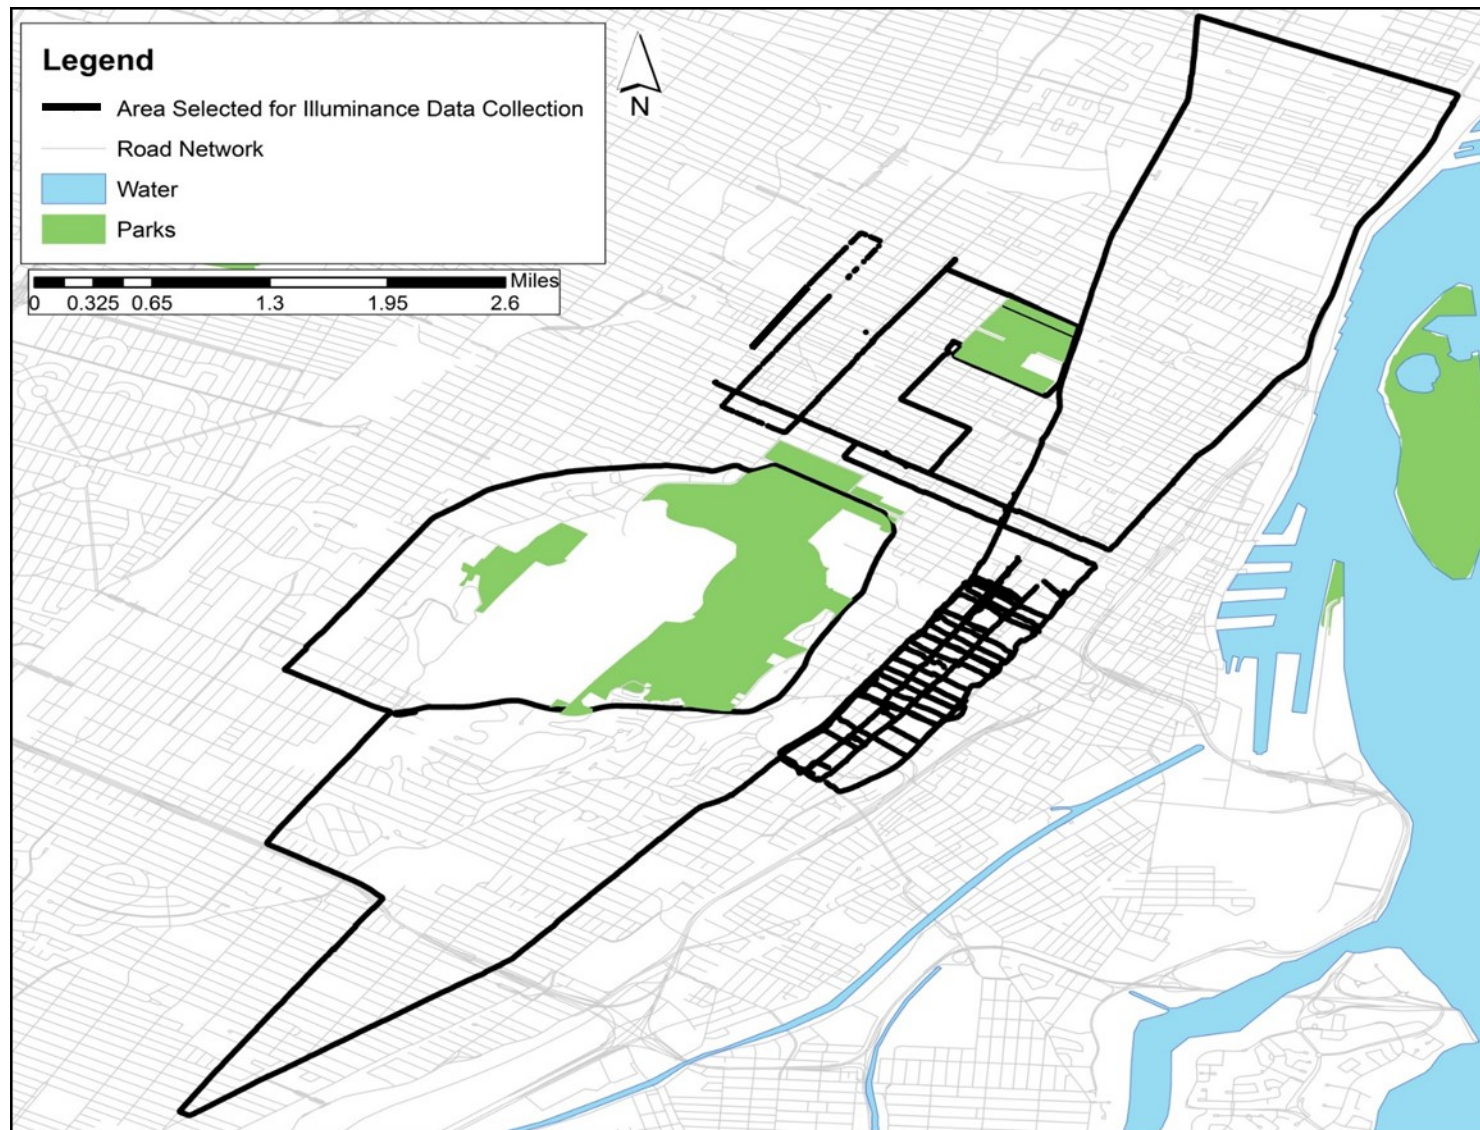 Legend
Area Selected for Illuminance Data Collection
Road Network
Water
Parks
N
Miles
0 0.325 0.65 1.3 1.95 2.6